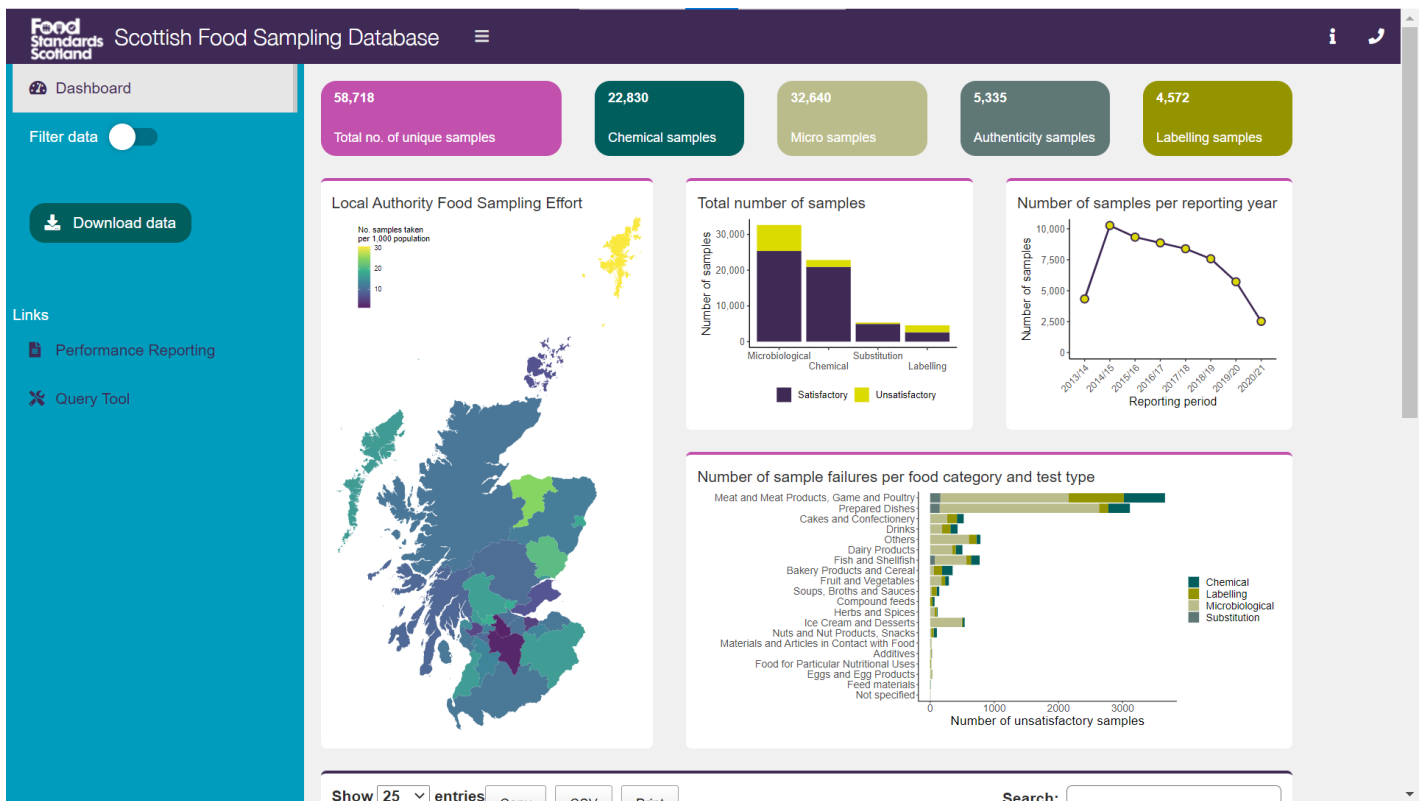 Food
Standards
Scotland
Scottish Food Sampling Database
Dashboard
Filter data
Download data
Links
Performance Reporting
Query Tool
58,718
Total no. of unique samples
22,830
Chemical samples
32,640
Micro samples
5,335
Authenticity samples
4,572
Labelling samples
Local Authority Food Sampling Effort
No. samples taken
per 1,000 population
30
20
10
Total number of samples
Number of samples
30,000
20,000
10,000
0
Microbiological
Chemical
Substitution
Labelling
Satisfactory
Unsatisfactory
Number of samples per reporting year
Number of samples
10,000
7,500
5,000
2,500
0
2013/14
2014/15
2015/16
2016/17
2017/18
2018/19
2019/20
2020/21
Reporting period
Number of sample failures per food category and test type
Meat and Meat Products, Game and Poultry
Prepared Dishes
Cakes and Confectionery
Drinks
Others
Dairy Products
Fish and Shellfish
Bakery Products and Cereal
Fruit and Vegetables
Soups, Broths and Sauces
Compound feeds
Herbs and Spices
Ice Cream and Desserts
Nuts and Nut Products, Snacks
Materials and Articles in Contact with Food
Additives
Food for Particular Nutritional Uses
Eggs and Egg Products
Feed materials
Not specified
0
1000
2000
3000
Number of unsatisfactory samples
Chemical
Labelling
Microbiological
Substitution
Show 25 entries
Copy
CSV
Print
Search: